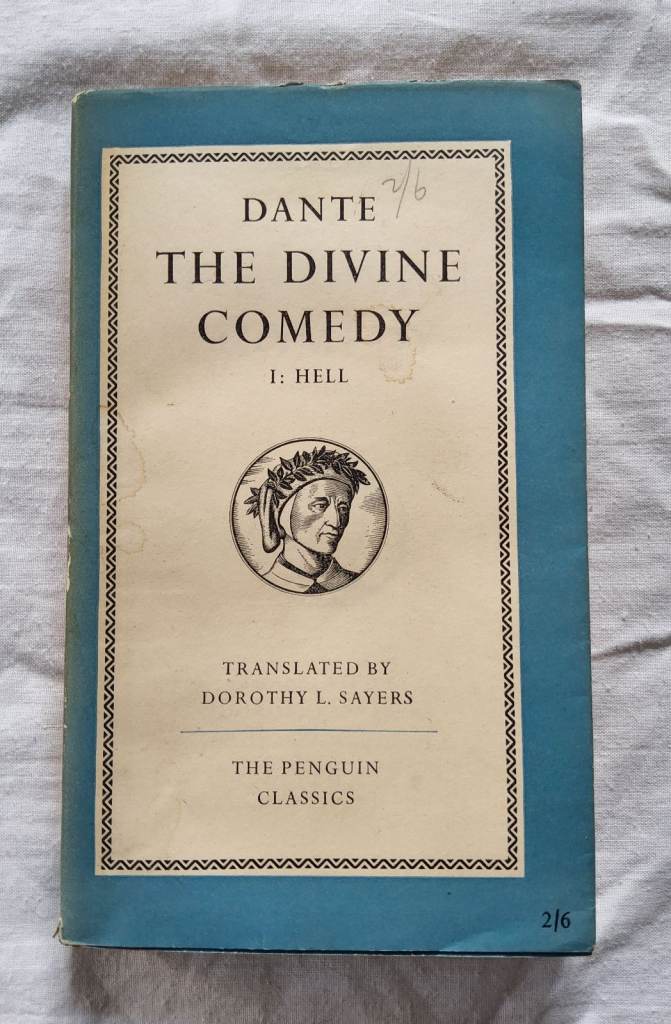 2/6
DANTE
THE DIVINE
COMEDY
I: HELL
TRANSLATED BY
DOROTHY L. SAYERS
THE PENGUIN
CLASSICS
2/6